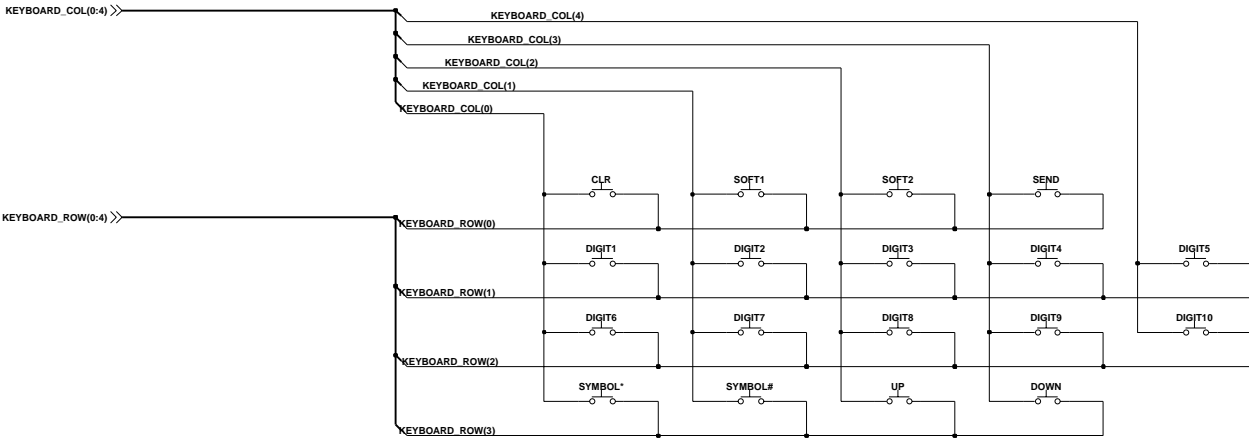 KEYBOARD_COL(0:4)
KEYBOARD_COL(4)
KEYBOARD_COL(3)
KEYBOARD_COL(2)
KEYBOARD_COL(1)
KEYBOARD_COL(0)
CLR SOFT1 SOFT2 SEND
KEYBOARD_ROW(0:4)
KEYBOARD_ROW(0)
DIGIT1 DIGIT2 DIGIT3 DIGIT4 DIGIT5
KEYBOARD_ROW(1)
DIGIT6 DIGIT7 DIGIT8 DIGIT9 DIGIT10
KEYBOARD_ROW(2)
SYMBOL* SYMBOL# UP DOWN
KEYBOARD_ROW(3)